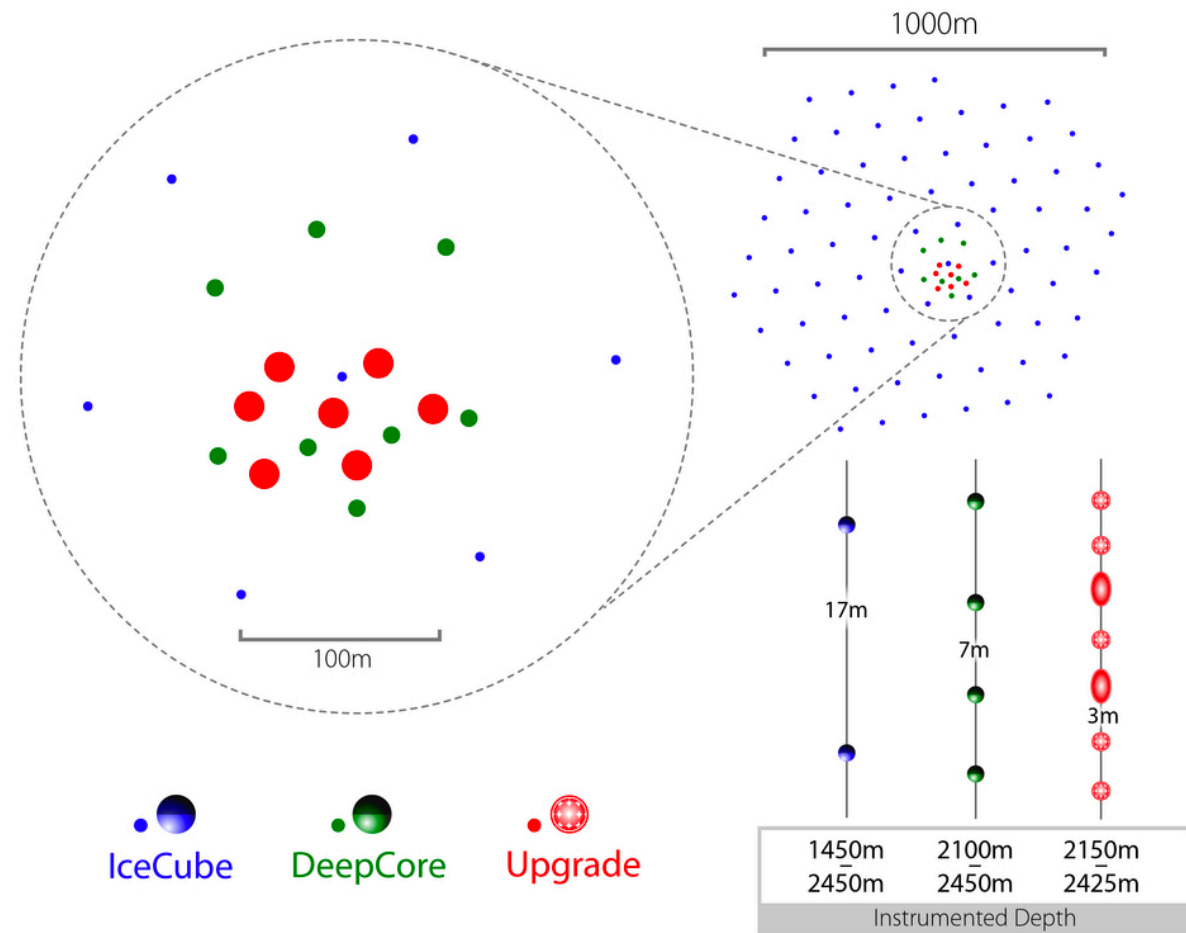 1000m
100m
17m
7m
3m
IceCube
DeepCore
Upgrade
1450m
–
2450m
2100m
–
2450m
2150m
–
2425m
Instrumented Depth